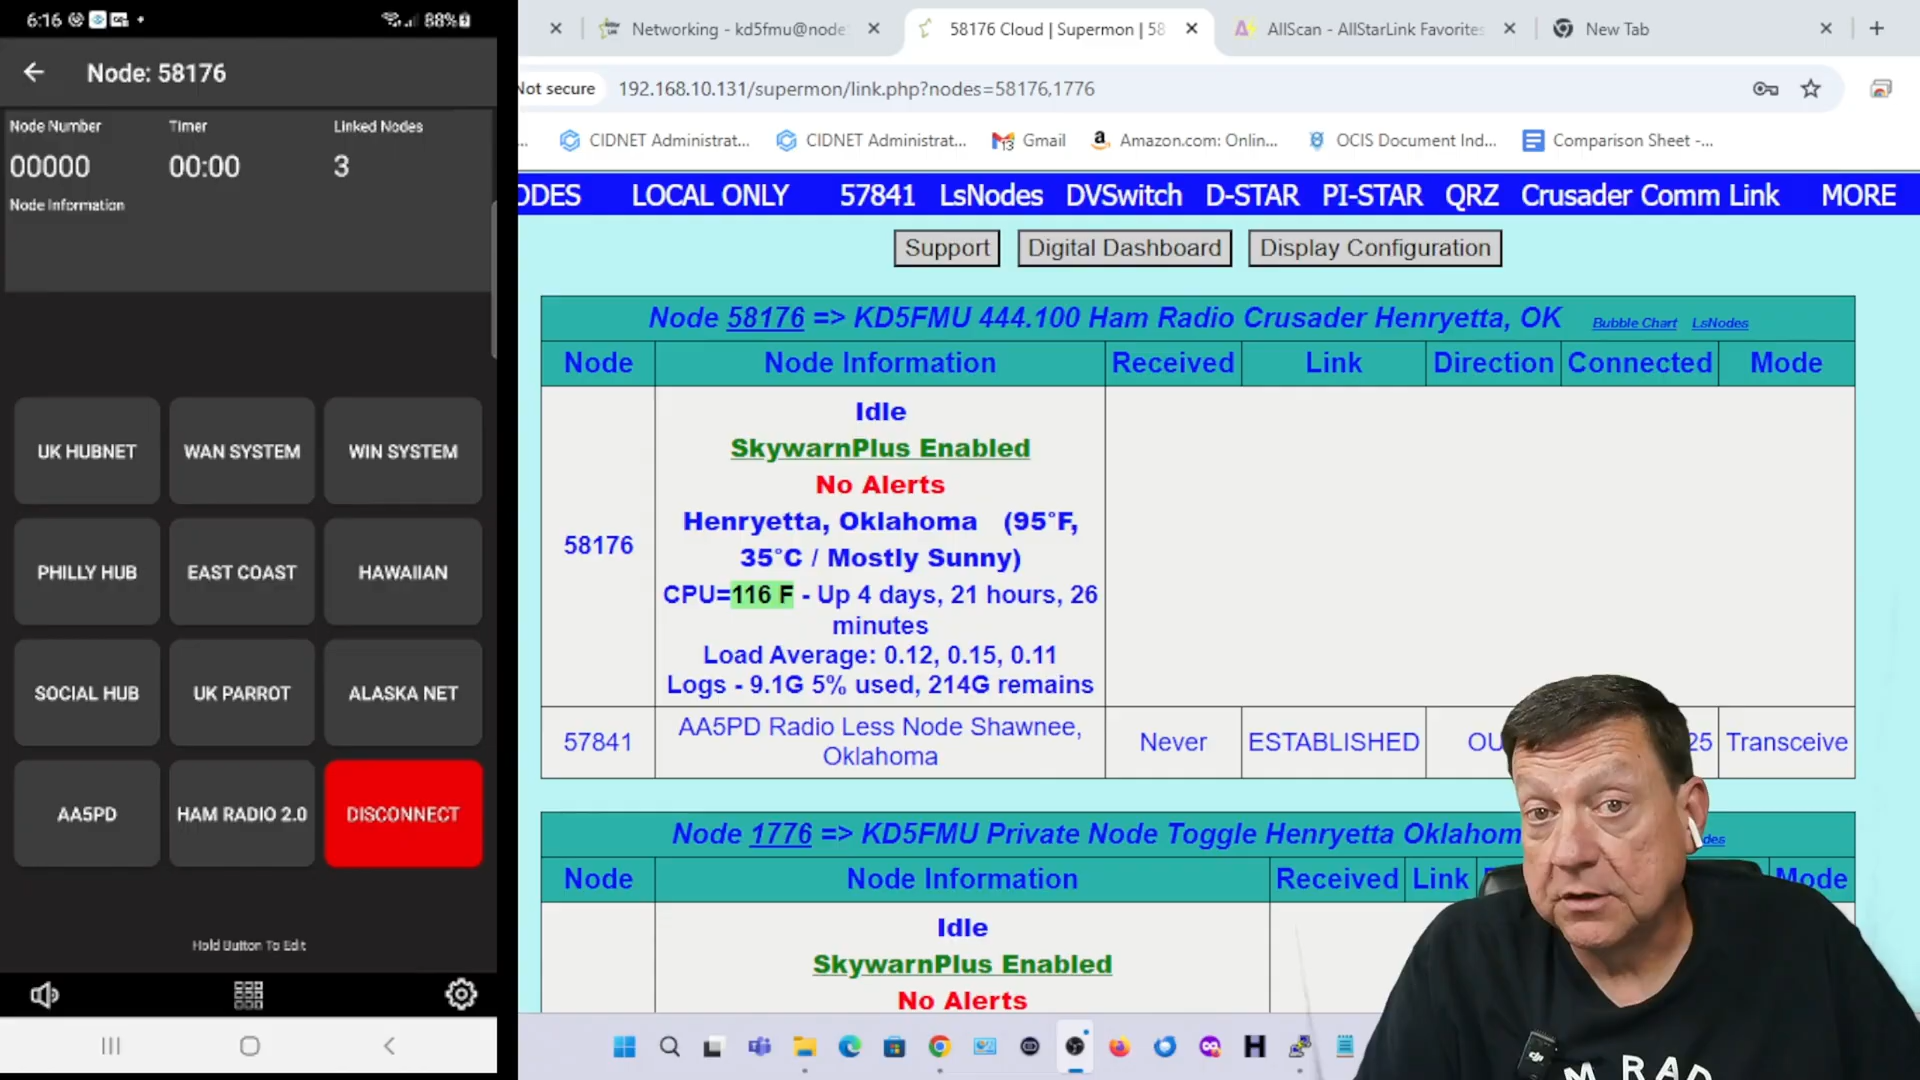 6:16
88%
Node: 58176
Node Number
Timer
Linked Nodes
00000
00:00
3
Node Information
UK HUBNET
WAN SYSTEM
WIN SYSTEM
PHILLY HUB
EAST COAST
HAWAIIAN
SOCIAL HUB
UK PARROT
ALASKA NET
AA5PD
HAM RADIO 2.0
DISCONNECT
Hold Button To Edit
Networking - kd5fmu@node
58176 Cloud | Supermon | 58
AllScan - AllStarLink Favorites
New Tab
Not secure
192.168.10.131/supermon/link.php?nodes=58176,1776
CIDNET Administrat...
CIDNET Administrat...
Gmail
Amazon.com: Onlin...
OCIS Document Ind...
Comparison Sheet -...
ODES
LOCAL ONLY
57841
LsNodes
DVSwitch
D-STAR
PI-STAR
QRZ
Crusader Comm Link
MORE
Support
Digital Dashboard
Display Configuration
Node 58176 => KD5FMU 444.100 Ham Radio Crusader Henryetta, OK
Bubble Chart
LsNodes
Node
Node Information
Received
Link
Direction
Connected
Mode
58176
Idle
SkywarnPlus Enabled
No Alerts
Henryetta, Oklahoma (95°F,
35°C / Mostly Sunny)
CPU=116 F - Up 4 days, 21 hours, 26
minutes
Load Average: 0.12, 0.15, 0.11
Logs - 9.1G 5% used, 214G remains
57841
AA5PD Radio Less Node Shawnee,
Oklahoma
Never
ESTABLISHED
OU
25
Transceive
Node 1776 => KD5FMU Private Node Toggle Henryetta Oklahom
des
Node
Node Information
Received
Link
Mode
Idle
SkywarnPlus Enabled
No Alerts
M RAD